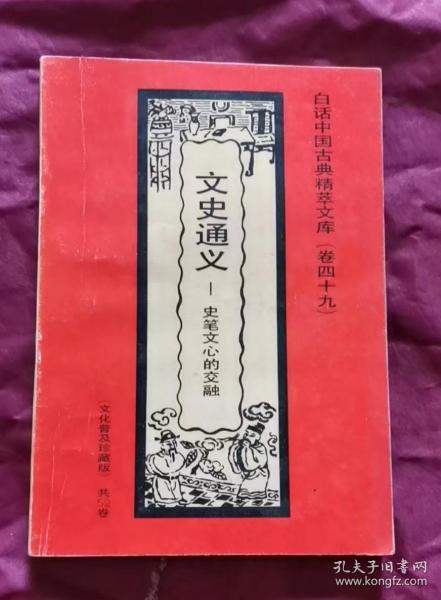 白话中国古典精萃文库（卷四十九）
文史通义
—史笔文心的交融
（文化普及珍藏版） 共52卷
孔夫子旧书网
www.kongfz.com